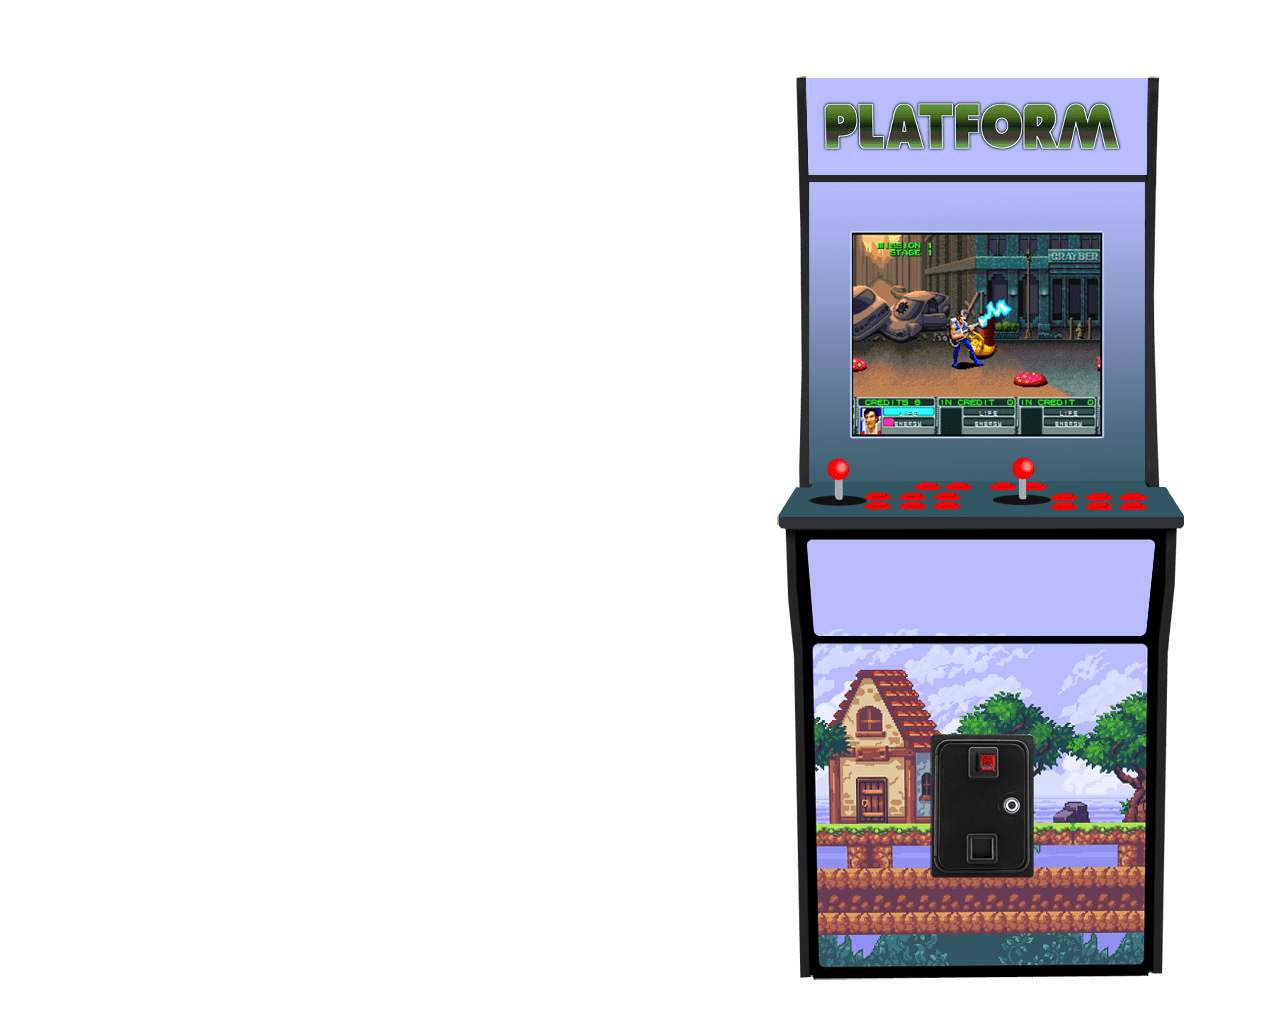 PLATFORM
MISSION 1
STAGE 1
GRAYBER
CREDITS 8 IN CREDIT 0 IN CREDIT 0
LIFE LIFE LIFE
ENERGY ENERGY ENERGY